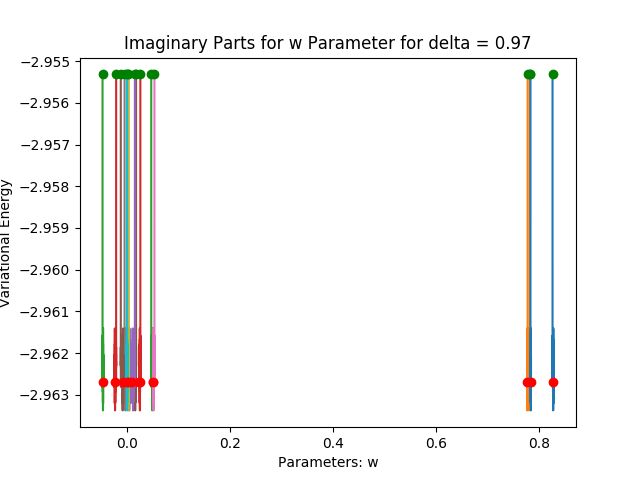 Imaginary Parts for w Parameter for delta = 0.97
Variational Energy
−2.955
−2.956
−2.957
−2.958
−2.959
−2.960
−2.961
−2.962
−2.963
0.0 0.2 0.4 0.6 0.8
Parameters: w